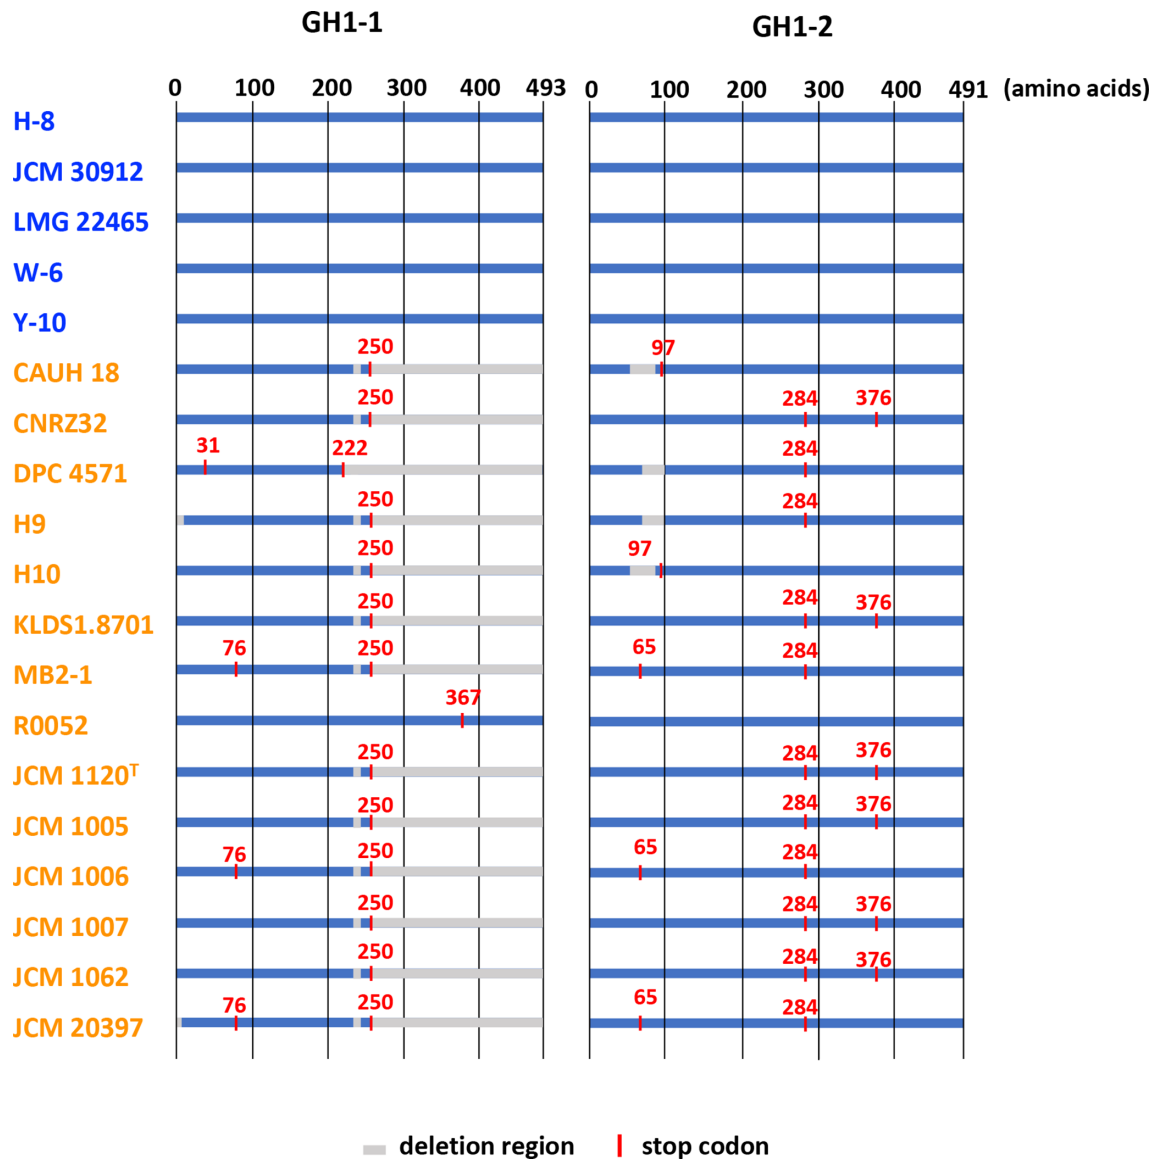 GH1-1 GH1-2
0 100 200 300 400 493 0 100 200 300 400 491 (amino acids)
H-8
JCM 30912
LMG 22465
W-6
Y-10
250 97
CAUH 18
250 284 376
CNRZ32
31 222 284
DPC 4571
250 284
H9
250 97
H10
250 284 376
KLDS1.8701
76 250 65 284
MB2-1
367
R0052
250 284 376
JCM 1120ᵀ
250 284 376
JCM 1005
76 250 65 284
JCM 1006
250 284 376
JCM 1007
250 284 376
JCM 1062
76 250 65 284
JCM 20397
deletion region stop codon